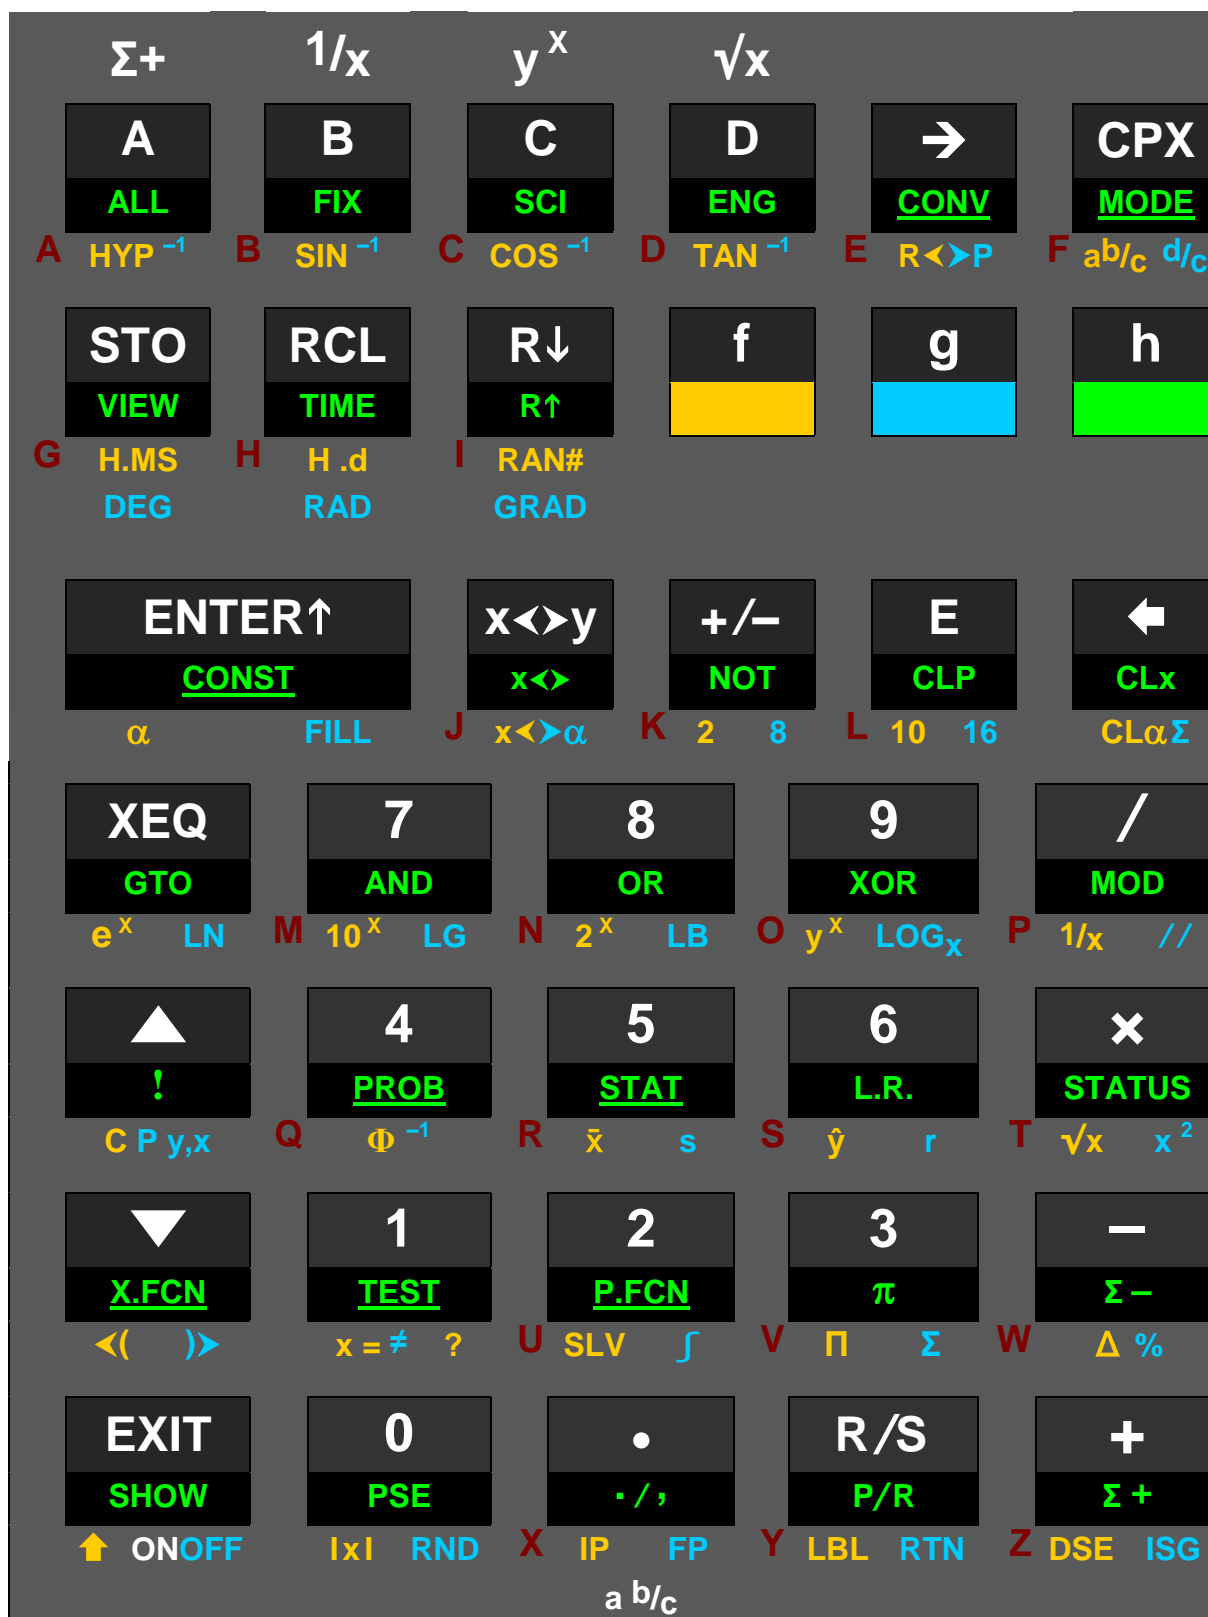 Σ+ 1/x y^x √x
A B C D → CPX
ALL FIX SCI ENG CONV MODE
A HYP⁻¹ B SIN⁻¹ C COS⁻¹ D TAN⁻¹ E R<>P F ab/c d/c
STO RCL R↓ f g h
VIEW TIME R↑
G H.MS H H.d I RAN#
DEG RAD GRAD
ENTER↑ x<>y +/− E 🡄
CONST x<> NOT CLP CLx
α FILL J x<>α K 2 8 L 10 16 CLαΣ
XEQ 7 8 9 /
GTO AND OR XOR MOD
e^x LN M 10^x LG N 2^x LB O y^x LOGx P 1/x //
▲ 4 5 6 ×
! PROB STAT L.R. STATUS
C P y,x Q Φ⁻¹ R x̄ s S ŷ r T √x x²
▼ 1 2 3 −
X.FCN TEST P.FCN π Σ−
<( )> x = ≠ ? U SLV ∫ V Π Σ W Δ %
EXIT 0 . R/S +
SHOW PSE ./, P/R Σ+
🡅 ONOFF IxI RND X IP FP Y LBL RTN Z DSE ISG
a b/c